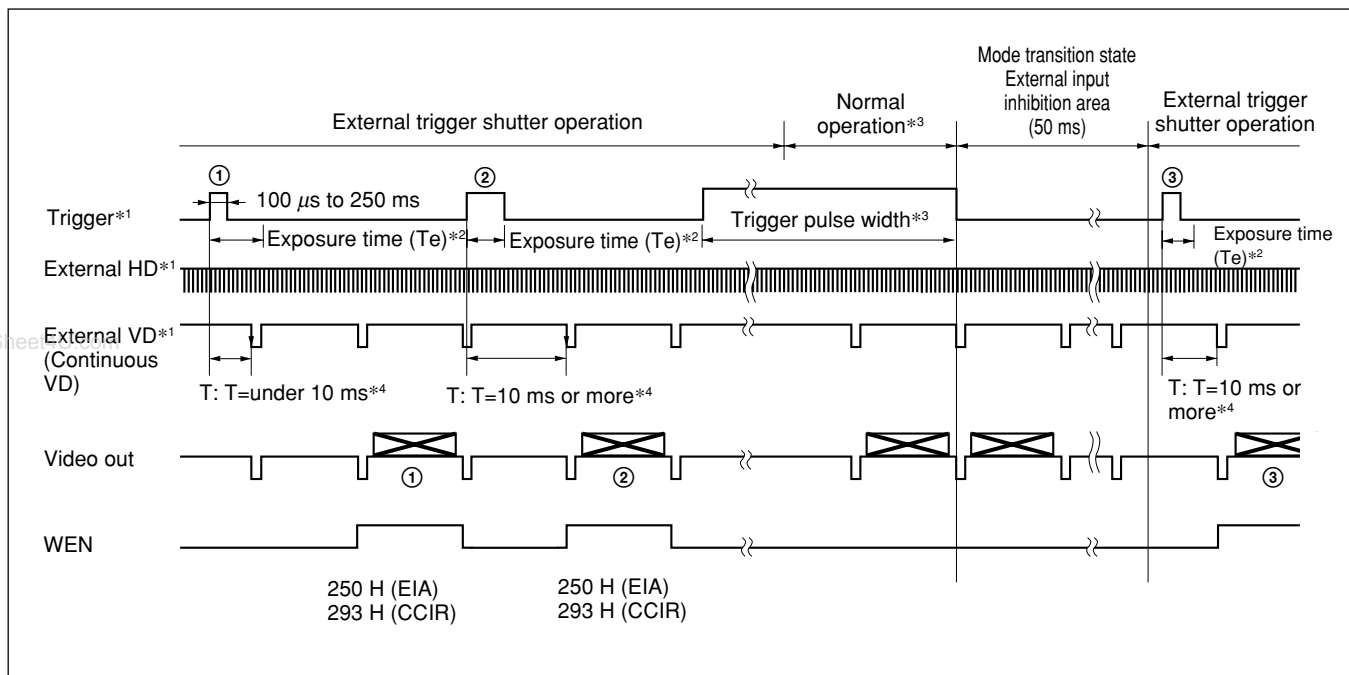 Mode transition state
External input
inhibition area
(50 ms)
External trigger shutter operation
Normal
operation*3
External trigger
shutter operation
① ② ③
Trigger*1
100 μs to 250 ms
Exposure time (Te)*2
Exposure time (Te)*2
Trigger pulse width*3
Exposure time
(Te)*2
External HD*1
External VD*1
(Continuous
VD)
T: T=under 10 ms*4
T: T=10 ms or more*4
T: T=10 ms or
more*4
Video out
① ② ③
WEN
250 H (EIA)
293 H (CCIR)
250 H (EIA)
293 H (CCIR)